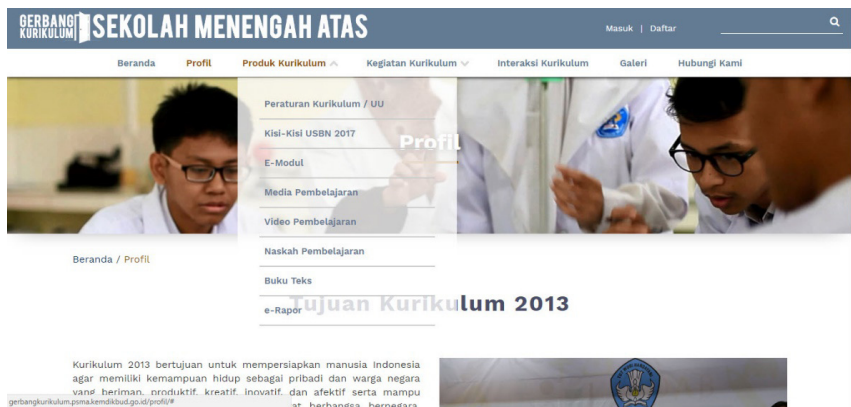 GERBANG
KURIKULUM
SEKOLAH MENENGAH ATAS
Masuk | Daftar
Beranda Profil Produk Kurikulum Kegiatan Kurikulum Interaksi Kurikulum Galeri Hubungi Kami
Peraturan Kurikulum / UU
Kisi-Kisi USBN 2017
Profil
E-Modul
Media Pembelajaran
Video Pembelajaran
Naskah Pembelajaran
Buku Teks
e-Rapor
Beranda / Profil
Tujuan Kurikulum 2013
Kurikulum 2013 bertujuan untuk mempersiapkan manusia Indonesia
agar memiliki kemampuan hidup sebagai pribadi dan warga negara
yang beriman, produktif, kreatif, inovatif, dan afektif serta mampu
berbangsa, bernegara,
gerbangkurikulum.psma.kemdikbud.go.id/profil/#